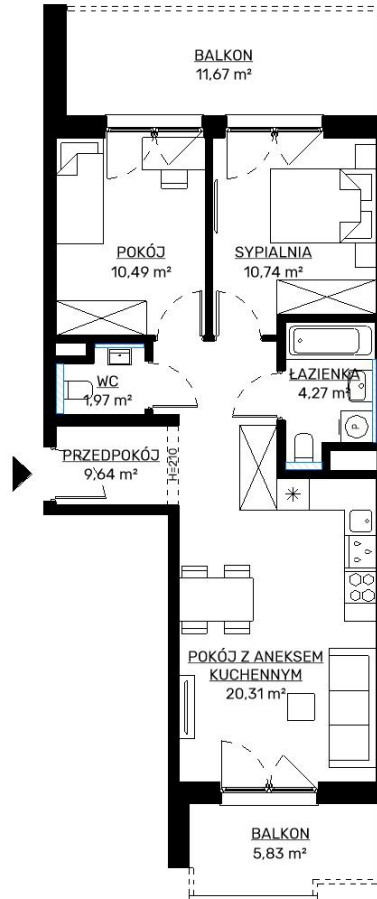 BALKON
11,67 m²
POKÓJ
10,49 m²
SYPIALNIA
10,74 m²
WC
1,97 m²
ŁAZIENKA
4,27 m²
P
PRZEDPOKÓJ
9,64 m²
H=210
POKÓJ Z ANEKSEM
KUCHENNYM
20,31 m²
BALKON
5,83 m²